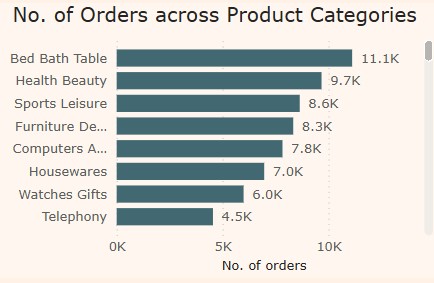 No. of Orders across Product Categories
Bed Bath Table 11.1K
Health Beauty 9.7K
Sports Leisure 8.6K
Furniture De... 8.3K
Computers A... 7.8K
Housewares 7.0K
Watches Gifts 6.0K
Telephony 4.5K
0K 5K 10K
No. of orders